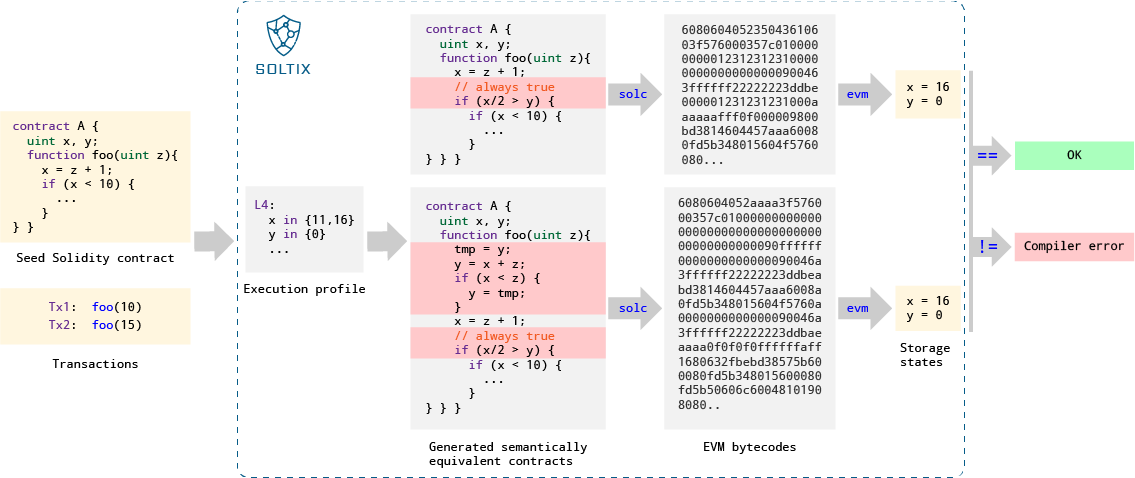 contract A {
uint x, y;
function foo(uint z){
x = z + 1;
if (x < 10) {
...
}
} }
Seed Solidity contract
Tx1: foo(10)
Tx2: foo(15)
Transactions
SOLTIX
L4:
x in {11,16}
y in {0}
...
Execution profile
contract A {
uint x, y;
function foo(uint z){
x = z + 1;
// always true
if (x/2 > y) {
if (x < 10) {
...
}
} } }
contract A {
uint x, y;
function foo(uint z){
tmp = y;
y = x + z;
if (x < z) {
y = tmp;
}
x = z + 1;
// always true
if (x/2 > y) {
if (x < 10) {
...
}
} } }
Generated semantically
equivalent contracts
solc
solc
6080604052350436106
03f576000357c010000
0000012312312310000
0000000000000090046
3ffffff22222223ddbe
000001231231231000a
aaaaafff0f000009800
bd3814604457aaa6008
0fd5b348015604f5760
080...
6080604052aaaa3f5760
00357c01000000000000
00000000000000000000
00000000000090ffffff
0000000000000090046a
3ffffff22222223ddbea
bd3814604457aaa6008a
0fd5b348015604f5760a
0000000000000090046a
3ffffff22222223ddbae
aaaa0f0f0f0ffffffaff
1680632fbebd38575b60
0080fd5b348015600080
fd5b50606c6004810190
8080..
EVM bytecodes
evm
evm
x = 16
y = 0
x = 16
y = 0
Storage
states
==
OK
!=
Compiler error